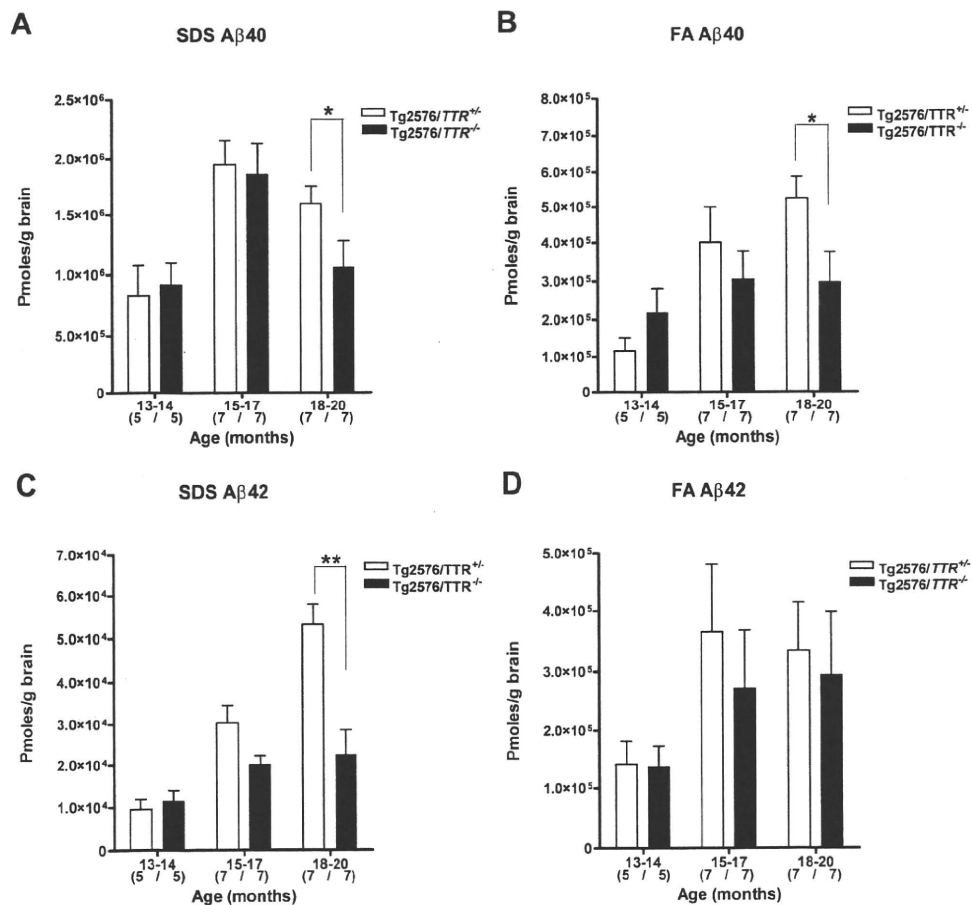 A
SDS Aβ40
Pmoles/g brain
2.5×10⁶
2.0×10⁶
1.5×10⁶
1.0×10⁶
5.0×10⁵
0
*
Tg2576/TTR⁺/⁻
Tg2576/TTR⁻/⁻
13-14 15-17 18-20
(5 / 5) (7 / 7) (7 / 7)
Age (months)
B
FA Aβ40
Pmoles/g brain
8.0×10⁵
7.0×10⁵
6.0×10⁵
5.0×10⁵
4.0×10⁵
3.0×10⁵
2.0×10⁵
1.0×10⁵
0
*
Tg2576/TTR⁺/⁻
Tg2576/TTR⁻/⁻
13-14 15-17 18-20
(5 / 5) (7 / 7) (7 / 7)
Age (months)
C
SDS Aβ42
Pmoles/g brain
7.0×10⁴
6.0×10⁴
5.0×10⁴
4.0×10⁴
3.0×10⁴
2.0×10⁴
1.0×10⁴
0
**
Tg2576/TTR⁺/⁻
Tg2576/TTR⁻/⁻
13-14 15-17 18-20
(5 / 5) (7 / 7) (7 / 7)
Age (months)
D
FA Aβ42
Pmoles/g brain
5.0×10⁵
4.0×10⁵
3.0×10⁵
2.0×10⁵
1.0×10⁵
0
Tg2576/TTR⁺/⁻
Tg2576/TTR⁻/⁻
13-14 15-17 18-20
(5 / 5) (7 / 7) (7 / 7)
Age (months)